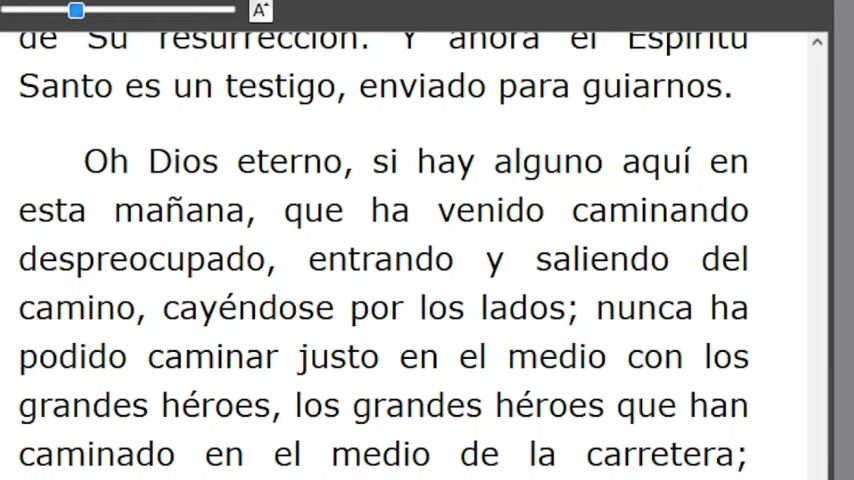 A
de Su resurrección. Y ahora el Espíritu
Santo es un testigo, enviado para guiarnos.
Oh Dios eterno, si hay alguno aquí en
esta mañana, que ha venido caminando
despreocupado, entrando y saliendo del
camino, cayéndose por los lados; nunca ha
podido caminar justo en el medio con los
grandes héroes, los grandes héroes que han
caminado en el medio de la carretera;